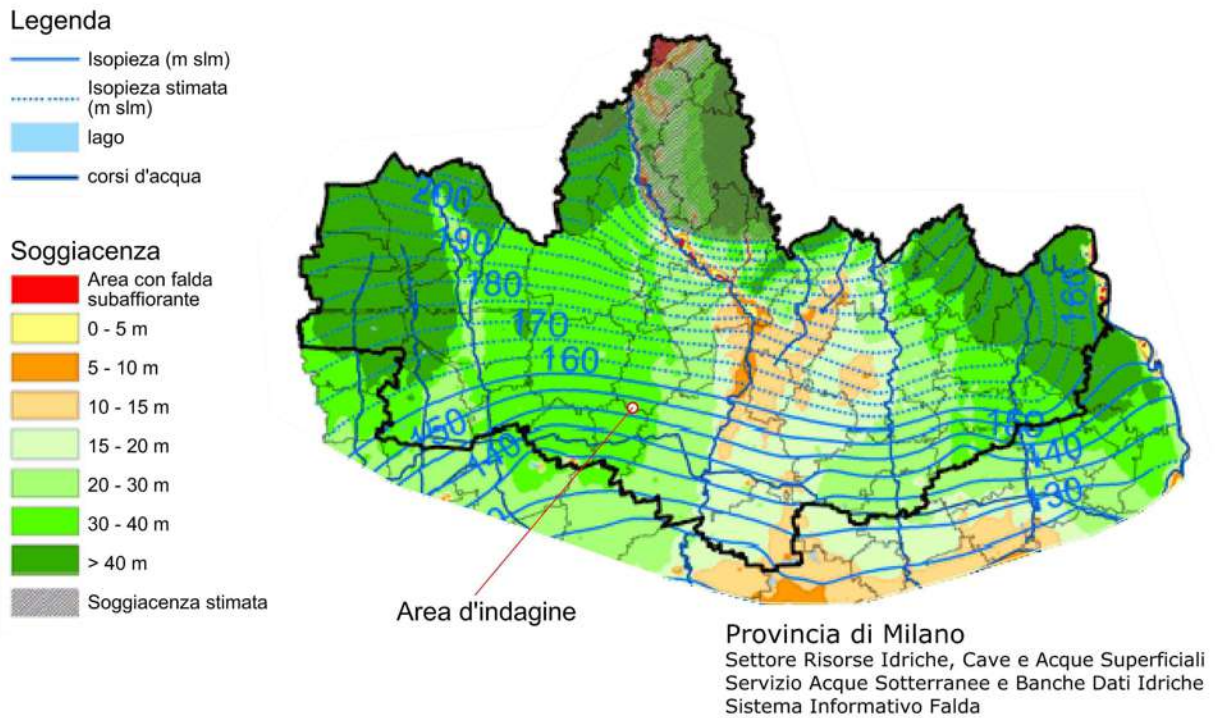 Legenda
Isopieza (m slm)
Isopieza stimata
(m slm)
lago
corsi d'acqua
Soggiacenza
Area con falda
subaffiorante
0 - 5 m
5 - 10 m
10 - 15 m
15 - 20 m
20 - 30 m
30 - 40 m
> 40 m
Soggiacenza stimata
200
190
180
170
160
150
140
160
160
140
130
Area d'indagine
Provincia di Milano
Settore Risorse Idriche, Cave e Acque Superficiali
Servizio Acque Sotterranee e Banche Dati Idriche
Sistema Informativo Falda